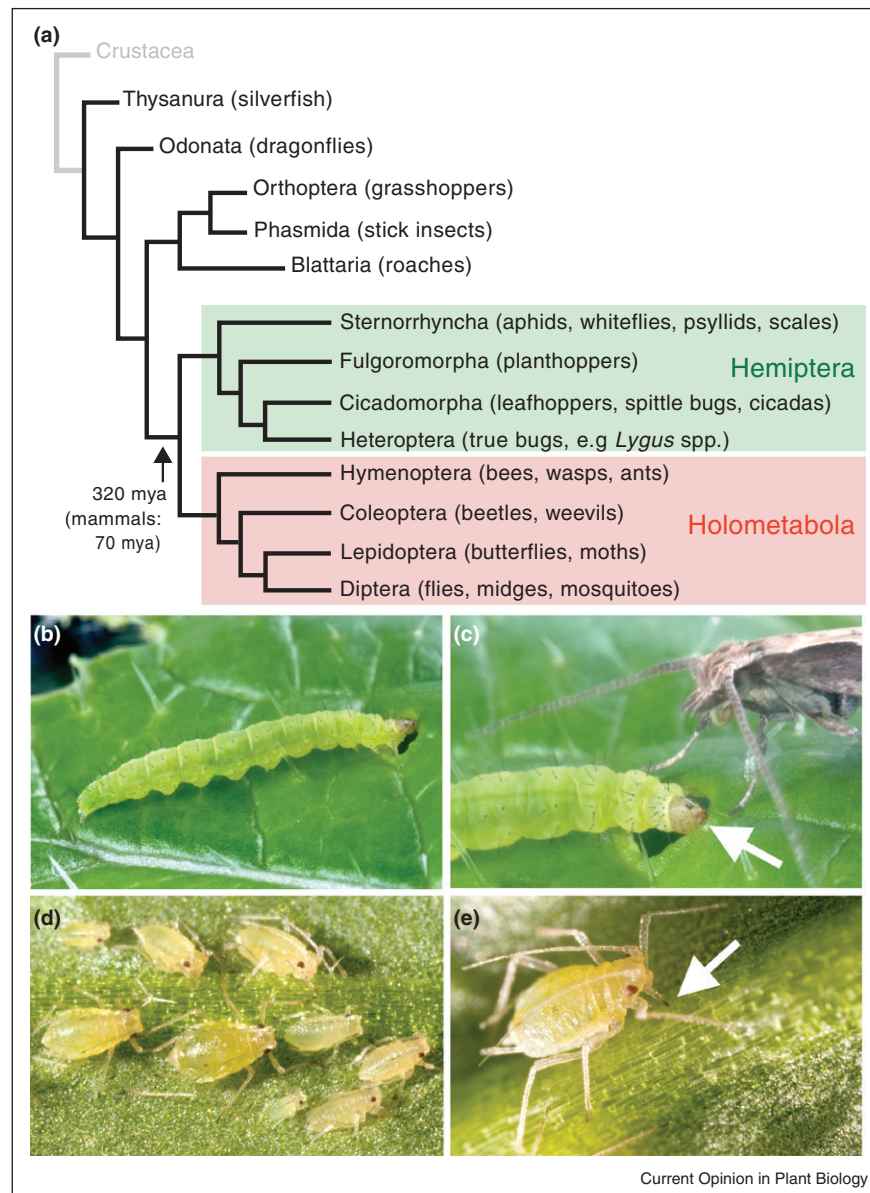 (a)
Crustacea
Thysanura (silverfish)
Odonata (dragonflies)
Orthoptera (grasshoppers)
Phasmida (stick insects)
Blattaria (roaches)
Sternorrhyncha (aphids, whiteflies, psyllids, scales)
Fulgoromorpha (planthoppers)
Hemiptera
Cicadomorpha (leafhoppers, spittle bugs, cicadas)
Heteroptera (true bugs, e.g Lygus spp.)
Hymenoptera (bees, wasps, ants)
320 mya
(mammals:
70 mya)
Coleoptera (beetles, weevils)
Holometabola
Lepidoptera (butterflies, moths)
Diptera (flies, midges, mosquitoes)
(b)
(c)
(d)
(e)
Current Opinion in Plant Biology